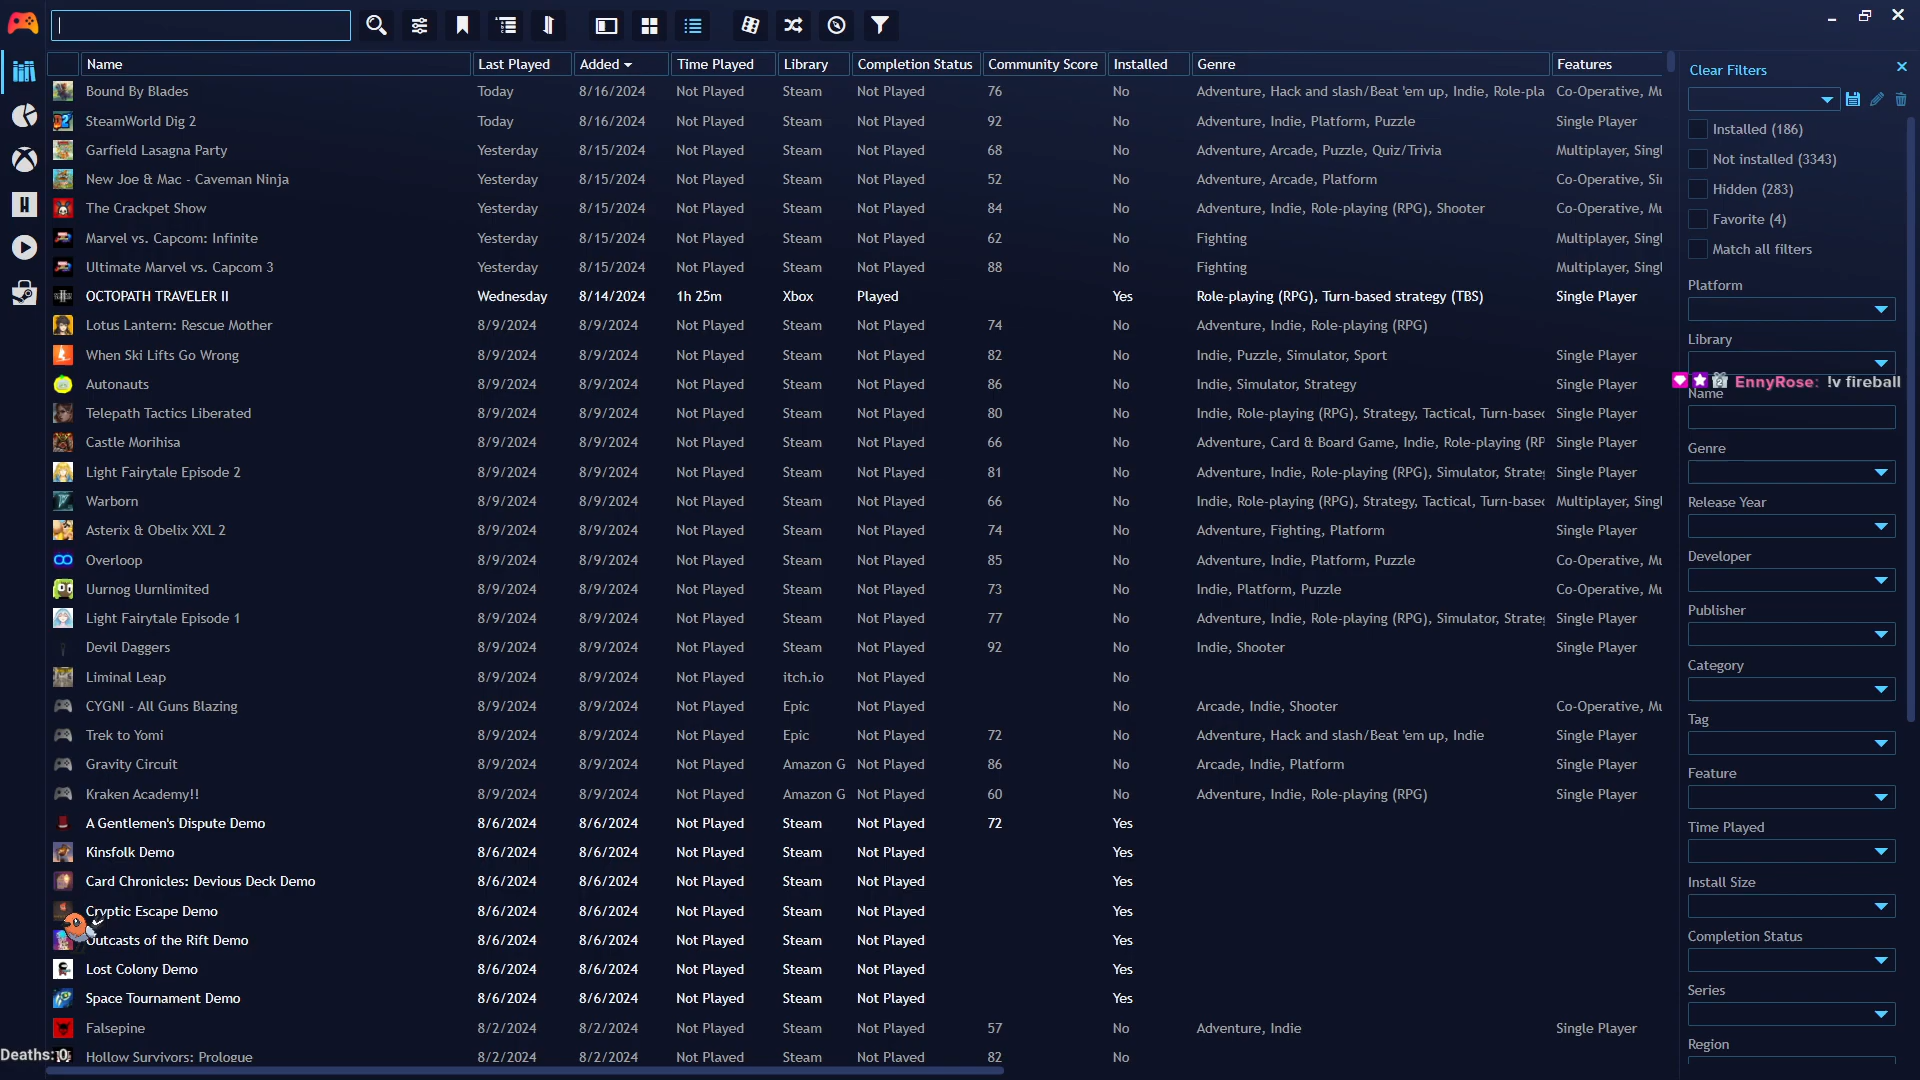 Name Last Played Added Time Played Library Completion Status Community Score Installed Genre Features
Bound By Blades Today 8/16/2024 Not Played Steam Not Played 76 No Adventure, Hack and slash/Beat 'em up, Indie, Role-pla Co-Operative, Mu
SteamWorld Dig 2 Today 8/16/2024 Not Played Steam Not Played 92 No Adventure, Indie, Platform, Puzzle Single Player
Garfield Lasagna Party Yesterday 8/15/2024 Not Played Steam Not Played 68 No Adventure, Arcade, Puzzle, Quiz/Trivia Multiplayer, Singl
New Joe & Mac - Caveman Ninja Yesterday 8/15/2024 Not Played Steam Not Played 52 No Adventure, Arcade, Platform Co-Operative, Sin
The Crackpet Show Yesterday 8/15/2024 Not Played Steam Not Played 84 No Adventure, Indie, Role-playing (RPG), Shooter Co-Operative, Mu
Marvel vs. Capcom: Infinite Yesterday 8/15/2024 Not Played Steam Not Played 62 No Fighting Multiplayer, Singl
Ultimate Marvel vs. Capcom 3 Yesterday 8/15/2024 Not Played Steam Not Played 88 No Fighting Multiplayer, Singl
OCTOPATH TRAVELER II Wednesday 8/14/2024 1h 25m Xbox Played Yes Role-playing (RPG), Turn-based strategy (TBS) Single Player
Lotus Lantern: Rescue Mother 8/9/2024 8/9/2024 Not Played Steam Not Played 74 No Adventure, Indie, Role-playing (RPG)
When Ski Lifts Go Wrong 8/9/2024 8/9/2024 Not Played Steam Not Played 82 No Indie, Puzzle, Simulator, Sport Single Player
Autonauts 8/9/2024 8/9/2024 Not Played Steam Not Played 86 No Indie, Simulator, Strategy Single Player
Telepath Tactics Liberated 8/9/2024 8/9/2024 Not Played Steam Not Played 80 No Indie, Role-playing (RPG), Strategy, Tactical, Turn-based Single Player
Castle Morihisa 8/9/2024 8/9/2024 Not Played Steam Not Played 66 No Adventure, Card & Board Game, Indie, Role-playing (RP Single Player
Light Fairytale Episode 2 8/9/2024 8/9/2024 Not Played Steam Not Played 81 No Adventure, Indie, Role-playing (RPG), Simulator, Strateg Single Player
Warborn 8/9/2024 8/9/2024 Not Played Steam Not Played 66 No Indie, Role-playing (RPG), Strategy, Tactical, Turn-based Multiplayer, Singl
Asterix & Obelix XXL 2 8/9/2024 8/9/2024 Not Played Steam Not Played 74 No Adventure, Fighting, Platform Single Player
Overloop 8/9/2024 8/9/2024 Not Played Steam Not Played 85 No Adventure, Indie, Platform, Puzzle Co-Operative, Mu
Uurnog Uurnlimited 8/9/2024 8/9/2024 Not Played Steam Not Played 73 No Indie, Platform, Puzzle Co-Operative, Mu
Light Fairytale Episode 1 8/9/2024 8/9/2024 Not Played Steam Not Played 77 No Adventure, Indie, Role-playing (RPG), Simulator, Strateg Single Player
Devil Daggers 8/9/2024 8/9/2024 Not Played Steam Not Played 92 No Indie, Shooter Single Player
Liminal Leap 8/9/2024 8/9/2024 Not Played itch.io Not Played No
CYGNI - All Guns Blazing 8/9/2024 8/9/2024 Not Played Epic Not Played No Arcade, Indie, Shooter Co-Operative, Mu
Trek to Yomi 8/9/2024 8/9/2024 Not Played Epic Not Played 72 No Adventure, Hack and slash/Beat 'em up, Indie Single Player
Gravity Circuit 8/9/2024 8/9/2024 Not Played Amazon G Not Played 86 No Arcade, Indie, Platform Single Player
Kraken Academy!! 8/9/2024 8/9/2024 Not Played Amazon G Not Played 60 No Adventure, Indie, Role-playing (RPG) Single Player
A Gentlemen's Dispute Demo 8/6/2024 8/6/2024 Not Played Steam Not Played 72 Yes
Kinsfolk Demo 8/6/2024 8/6/2024 Not Played Steam Not Played Yes
Card Chronicles: Devious Deck Demo 8/6/2024 8/6/2024 Not Played Steam Not Played Yes
Cryptic Escape Demo 8/6/2024 8/6/2024 Not Played Steam Not Played Yes
Outcasts of the Rift Demo 8/6/2024 8/6/2024 Not Played Steam Not Played Yes
Lost Colony Demo 8/6/2024 8/6/2024 Not Played Steam Not Played Yes
Space Tournament Demo 8/6/2024 8/6/2024 Not Played Steam Not Played Yes
Falsepine 8/2/2024 8/2/2024 Not Played Steam Not Played 57 No Adventure, Indie Single Player
Hollow Survivors: Prologue 8/2/2024 8/2/2024 Not Played Steam Not Played 82 No
Deaths: 0
Clear Filters
Installed (186)
Not installed (3343)
Hidden (283)
Favorite (4)
Match all filters
Platform
Library
EnnyRose: !v fireball
Name
Genre
Release Year
Developer
Publisher
Category
Tag
Feature
Time Played
Install Size
Completion Status
Series
Region